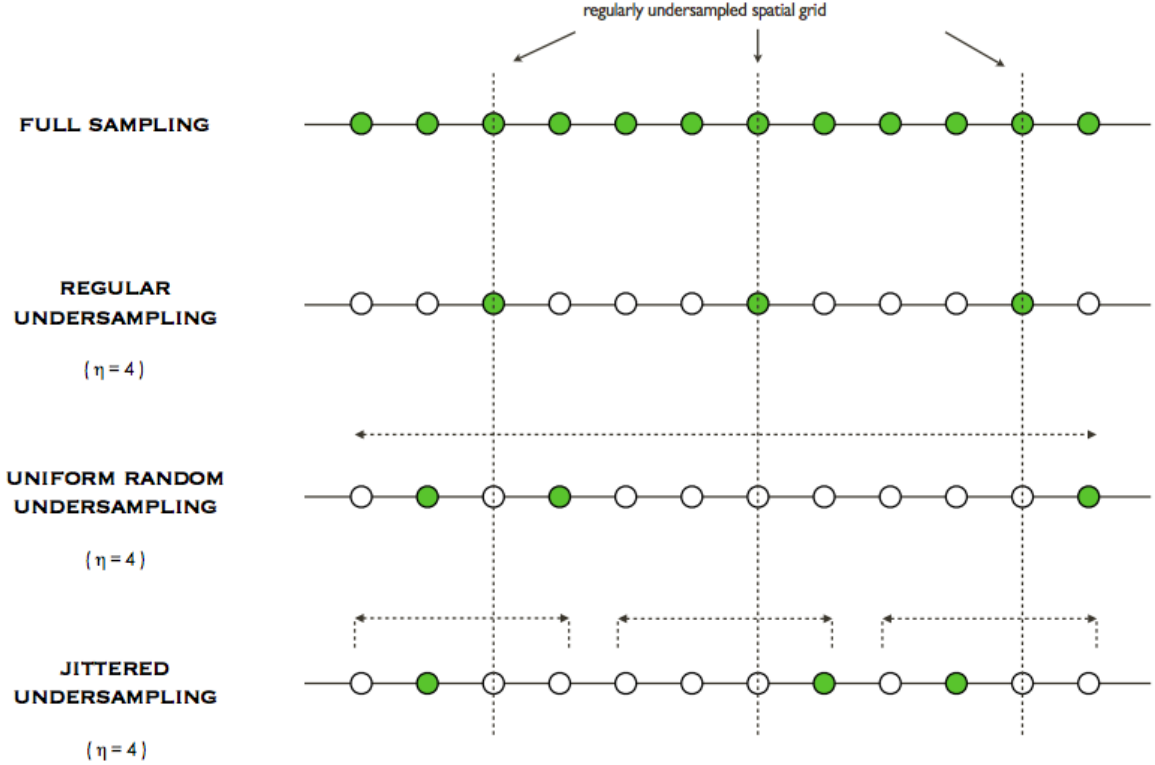 regularly undersampled spatial grid
FULL SAMPLING
REGULAR
UNDERSAMPLING
( η = 4 )
UNIFORM RANDOM
UNDERSAMPLING
( η = 4 )
JITTERED
UNDERSAMPLING
( η = 4 )